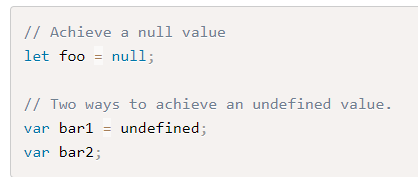 // Achieve a null value
let foo = null;
// Two ways to achieve an undefined value.
var bar1 = undefined;
var bar2;